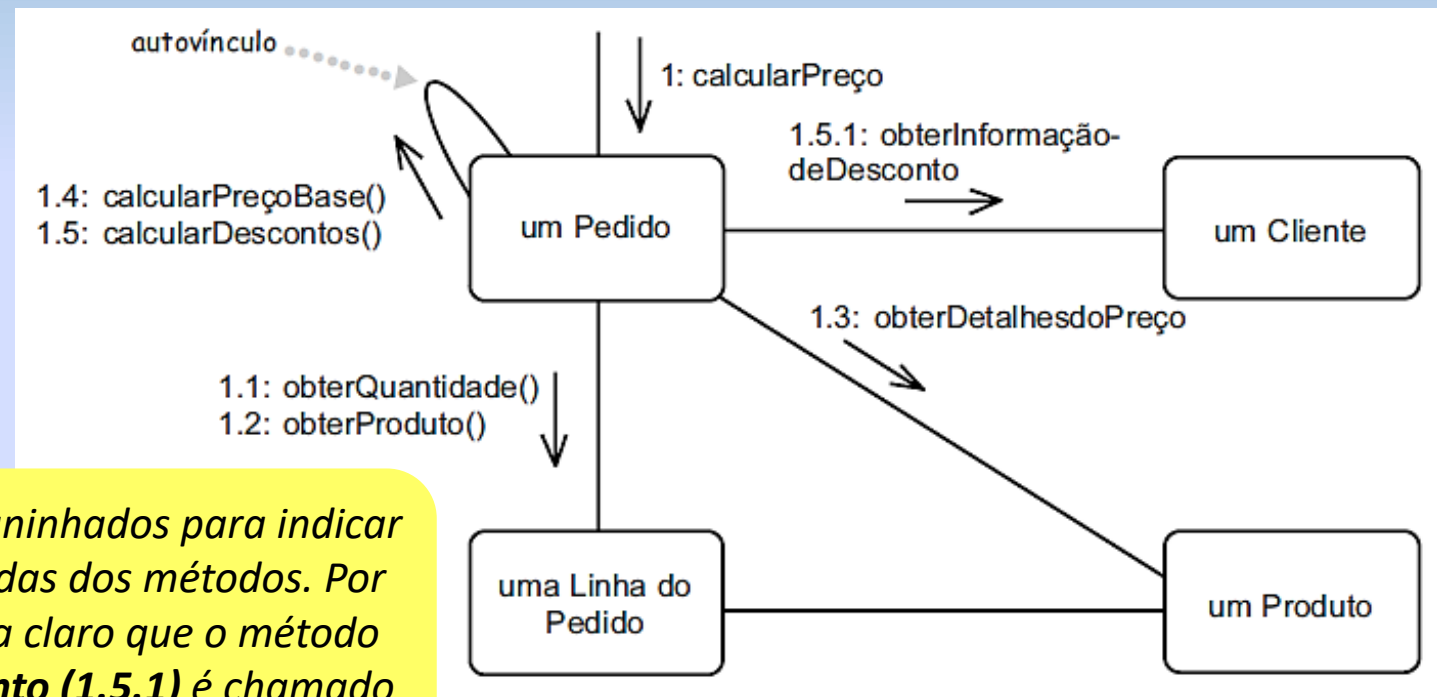 autovínculo
1: calcularPreço
1.5.1: obterInformação-
deDesconto
1.4: calcularPreçoBase()
1.5: calcularDescontos()
um Pedido
um Cliente
1.3: obterDetalhesdoPreço
1.1: obterQuantidade()
1.2: obterProduto()
uma Linha do
Pedido
um Produto
aninhados para indicar
das dos métodos. Por
a claro que o método
nto (1.5.1) é chamado